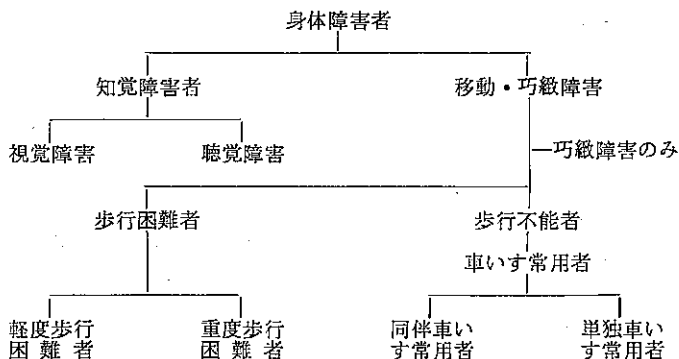 身体障害者
知覚障害者
移動・巧緻障害
視覚障害
聴覚障害
巧緻障害のみ
歩行困難者
歩行不能者
車いす常用者
軽度歩行
困難者
重度歩行
困難者
同伴車い
す常用者
単独車い
す常用者